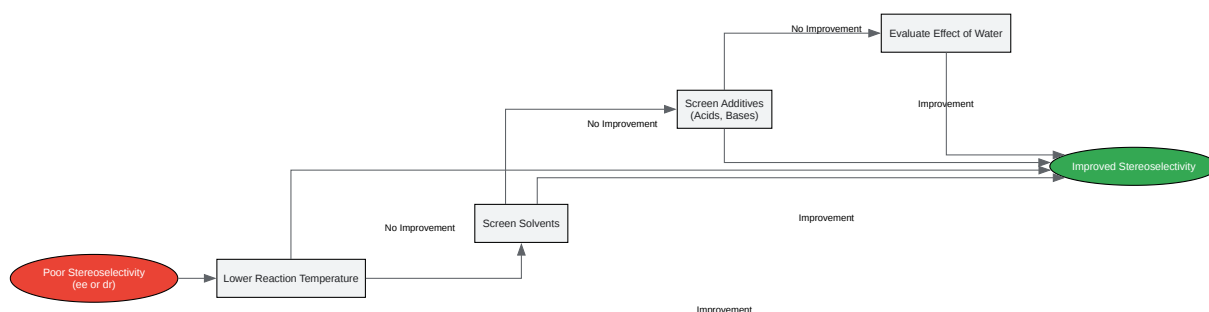 No Improvement
Evaluate Effect of Water
Screen Additives
(Acids, Bases)
Improvement
No Improvement
Improved Stereoselectivity
No Improvement
Screen Solvents
Improvement
Poor Stereoselectivity
(ee or dr)
Lower Reaction Temperature
Improvement